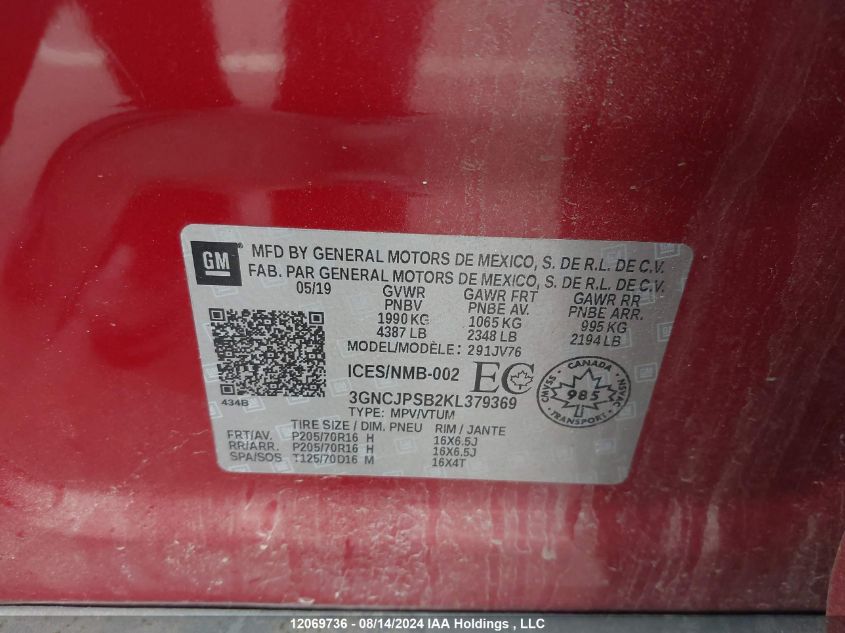 GM
MFD BY GENERAL MOTORS DE MEXICO, S. DE R.L. DE C.V.
FAB. PAR GENERAL MOTORS DE MEXICO, S. DE R.L. DE C.V.
05/19 GVWR GAWR FRT GAWR RR
PNBV PNBE AV. PNBE ARR.
1990 KG 1065 KG 995 KG
4387 LB 2348 LB 2194 LB
MODEL/MODÈLE: 291JV76
ICES/NMB-002 EC
CANADA
SVAC NSVAC
985
TRANSPORT
434B
3GNCJPSB2KL379369
TYPE: MPV/VTUM
TIRE SIZE / DIM. PNEU RIM / JANTE
FRT/AV. P205/70R16 H 16X6.5J
RR/ARR. P205/70R16 H 16X6.5J
SPA/SOS T125/70D16 M 16X4T
12069736 - 08/14/2024 IAA Holdings, LLC